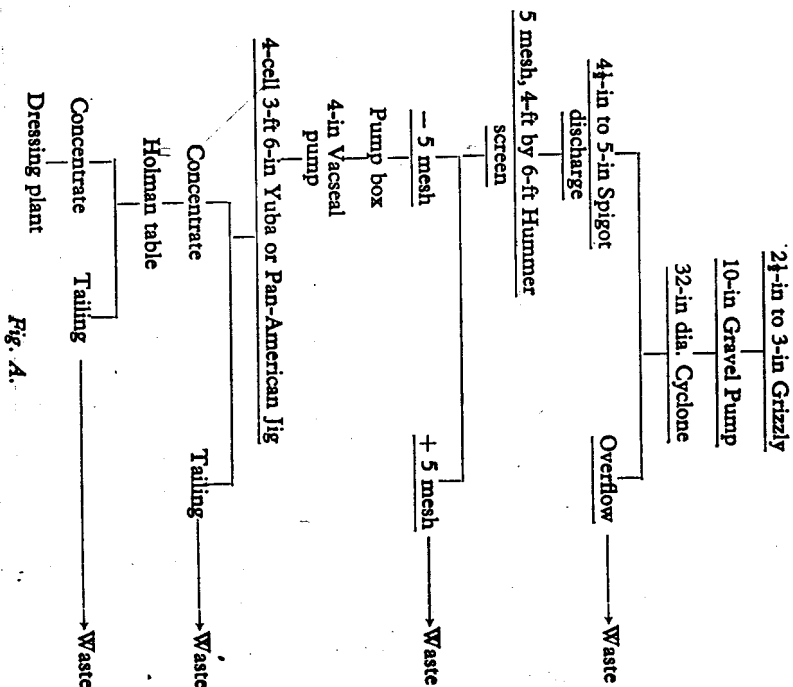 2½-in to 3-in Grizzly
10-in Gravel Pump
32-in dia. Cyclone
4½-in to 5-in Spigot
discharge
Overflow
Waste
5 mesh, 4-ft by 6-ft Hummer
screen
− 5 mesh
+ 5 mesh
Waste
Pump box
4-in Vacseal
pump
4-cell 3-ft 6-in Yuba or Pan-American Jig
Concentrate
Tailing
Waste
Holman table
Concentrate
Tailing
Waste
Dressing plant
Fig. A.